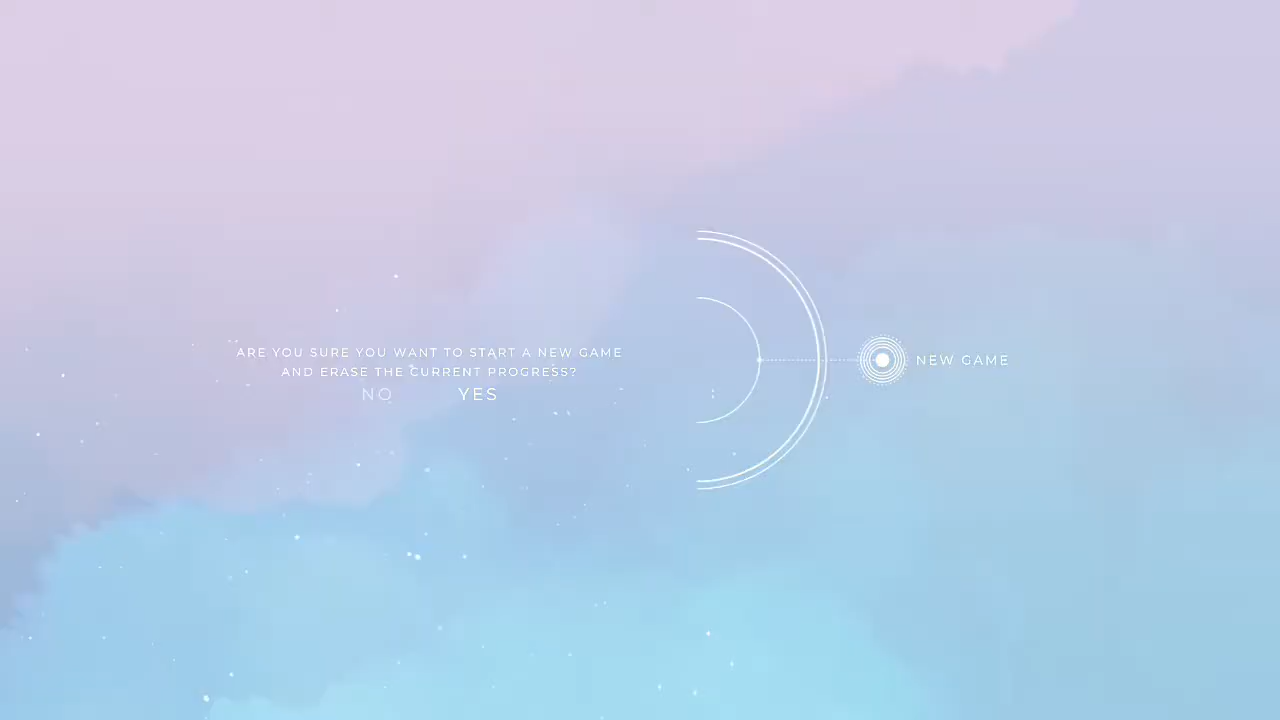 ARE YOU SURE YOU WANT TO START A NEW GAME
AND ERASE THE CURRENT PROGRESS?
NO YES
NEW GAME